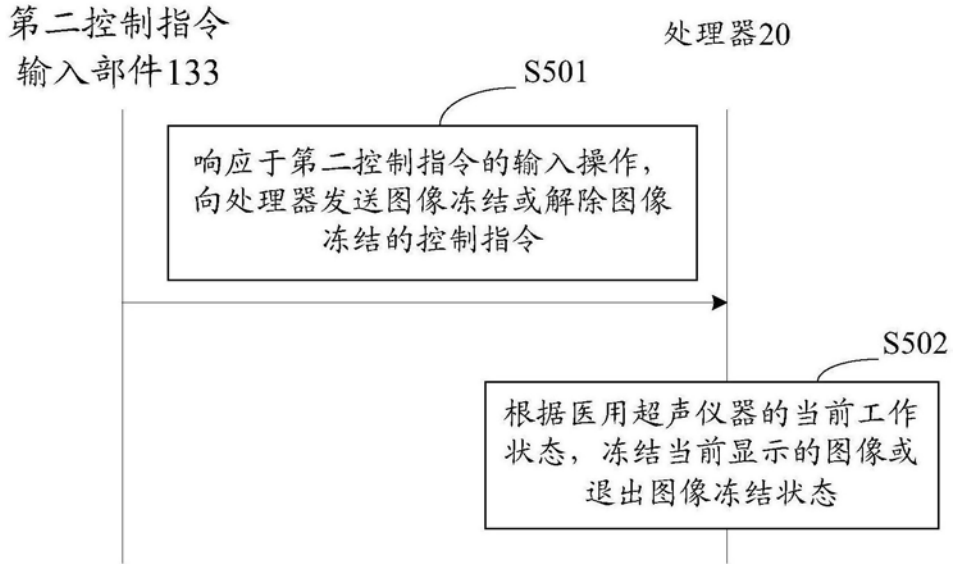 第二控制指令
输入部件133
处理器20
S501
响应于第二控制指令的输入操作，
向处理器发送图像冻结或解除图像
冻结的控制指令
S502
根据医用超声仪器的当前工作
状态，冻结当前显示的图像或
退出图像冻结状态